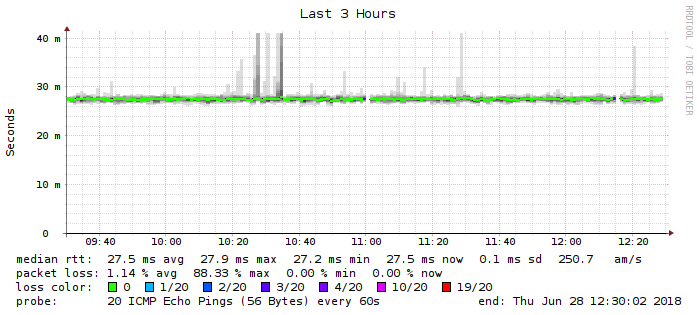 Last 3 Hours
RRDTOOL / TOBI OETIKER
Seconds
40 m
30 m
20 m
10 m
0
09:40 10:00 10:20 10:40 11:00 11:20 11:40 12:00 12:20
median rtt: 27.5 ms avg 27.9 ms max 27.2 ms min 27.5 ms now 0.1 ms sd 250.7 am/s
packet loss: 1.14 % avg 88.33 % max 0.00 % min 0.00 % now
loss color: 0 1/20 2/20 3/20 4/20 10/20 19/20
probe: 20 ICMP Echo Pings (56 Bytes) every 60s end: Thu Jun 28 12:30:02 2018